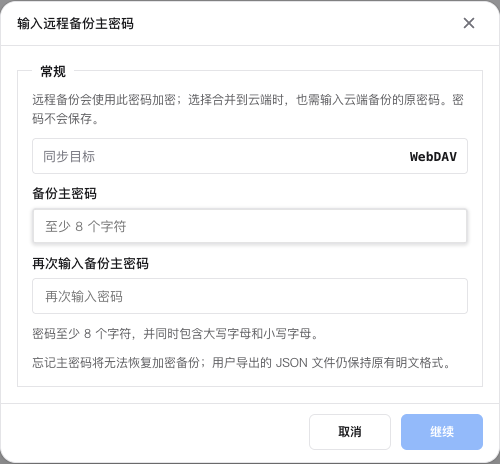 输入远程备份主密码
常规
远程备份会使用此密码加密；选择合并到云端时，也需输入云端备份的原密码。密
码不会保存。
同步目标 WebDAV
备份主密码
至少 8 个字符
再次输入备份主密码
再次输入密码
密码至少 8 个字符，并同时包含大写字母和小写字母。
忘记主密码将无法恢复加密备份；用户导出的 JSON 文件仍保持原有明文格式。
取消 继续